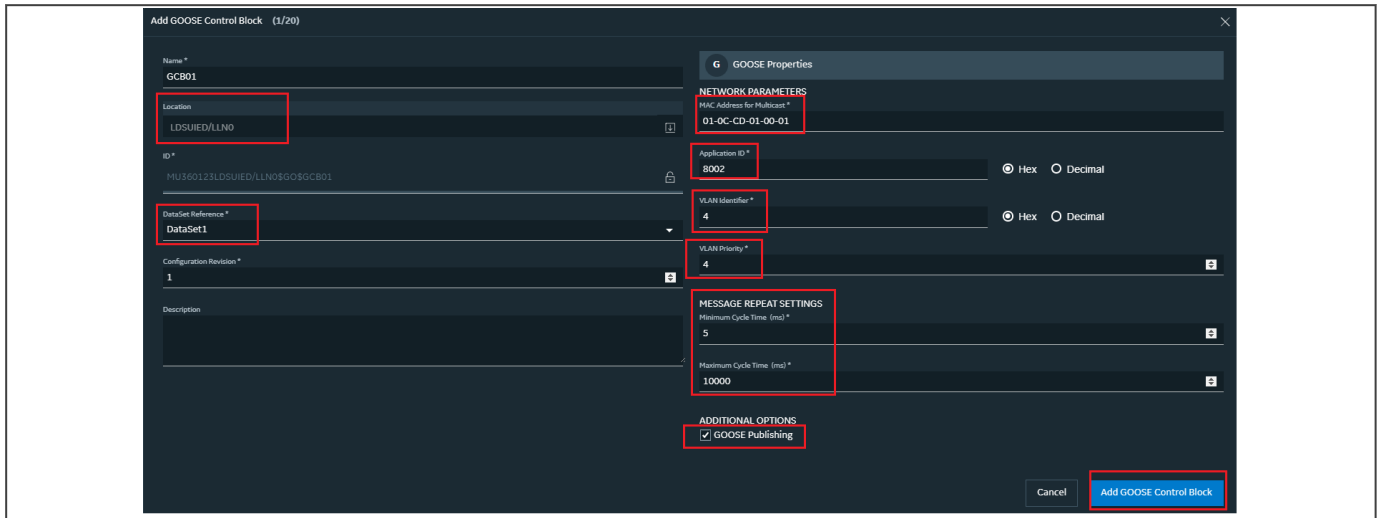 Add GOOSE Control Block (1/20)
Name *
GCB01
Location
LDSUIED/LLN0
ID *
MU360123LDSUIED/LLN0$GO$GCB01
DataSet Reference *
DataSet1
Configuration Revision *
1
Description
G GOOSE Properties
NETWORK PARAMETERS
MAC Address for Multicast *
01-0C-CD-01-00-01
Application ID *
8002 Hex Decimal
VLAN Identifier *
4 Hex Decimal
VLAN Priority *
4
MESSAGE REPEAT SETTINGS
Minimum Cycle Time (ms) *
5
Maximum Cycle Time (ms) *
10000
ADDITIONAL OPTIONS
GOOSE Publishing
Cancel Add GOOSE Control Block